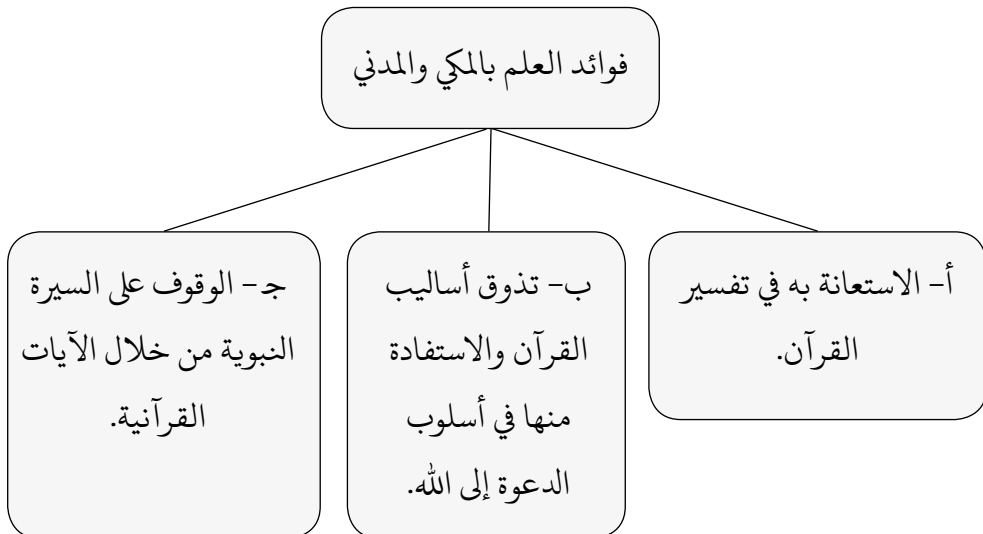 فوائد العلم بالمكي والمدني
أ- الاستعانة به في تفسير
القرآن.
ب- تذوق أساليب
القرآن والاستفادة
منها في أسلوب
الدعوة إلى الله.
جـ- الوقوف على السيرة
النبوية من خلال الآيات
القرآنية.